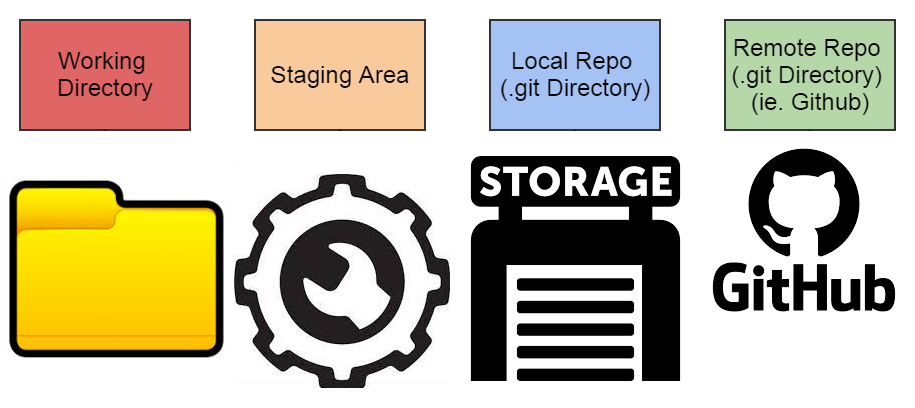 Working
Directory
Staging Area
Local Repo
(.git Directory)
Remote Repo
(.git Directory)
(ie. Github)
STORAGE
GitHub